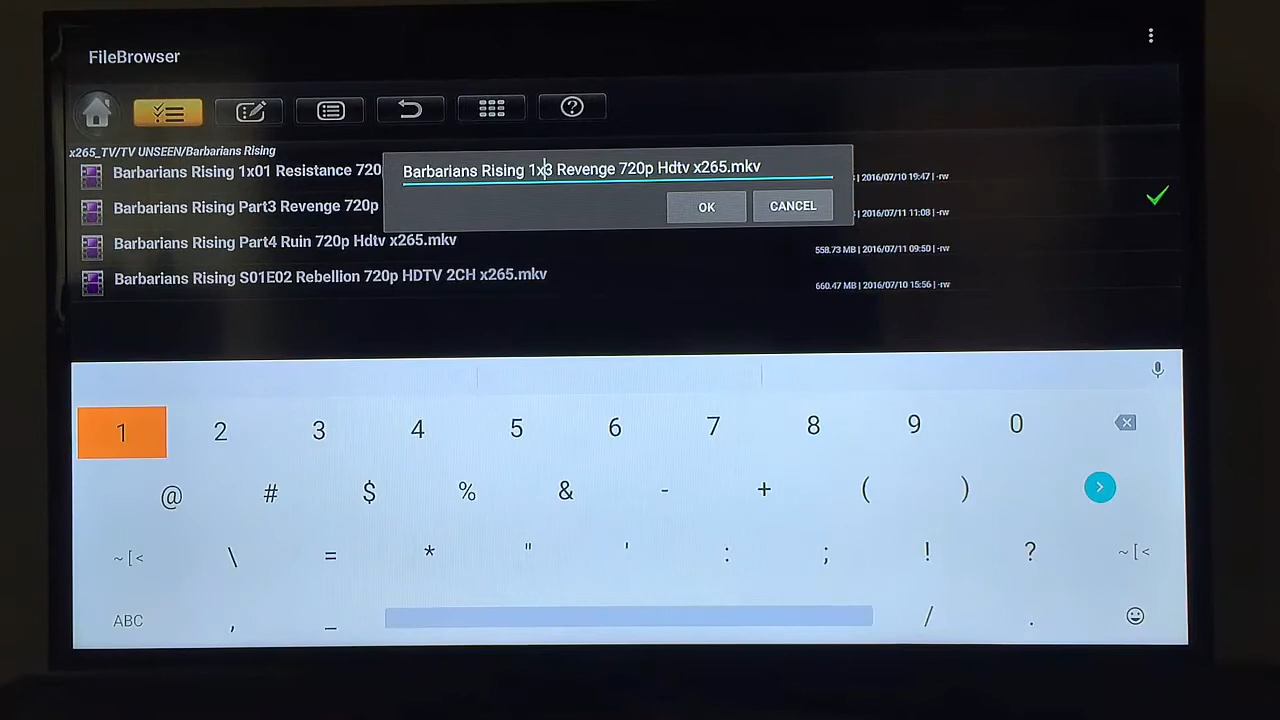 FileBrowser
x265_TV/TV UNSEEN/Barbarians Rising
Barbarians Rising 1x01 Resistance 720
| 2016/07/10 19:47 | -rw
Barbarians Rising 1x3 Revenge 720p Hdtv x265.mkv
OK
CANCEL
Barbarians Rising Part3 Revenge 720p
| 2016/07/11 11:08 | -rw
Barbarians Rising Part4 Ruin 720p Hdtv x265.mkv
558.73 MB | 2016/07/11 09:50 | -rw
Barbarians Rising S01E02 Rebellion 720p HDTV 2CH x265.mkv
660.47 MB | 2016/07/10 15:56 | -rw
1 2 3 4 5 6 7 8 9 0
@ # $ % & - + ( )
~ [ < \ = * " ' : ; ! ? ~ [ <
ABC , _ / .